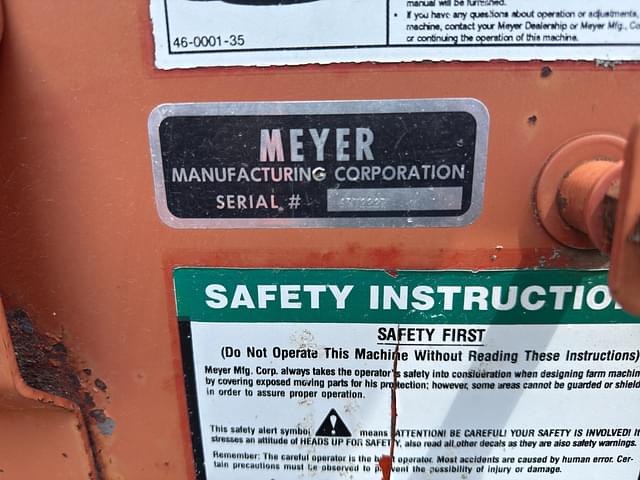 manual will be furnished.
• If you have any questions about operation or adjustments,
machine, contact your Meyer Dealership or Meyer Mfg., Co
or continuing the operation of this machine.
46-0001-35
MEYER
MANUFACTURING CORPORATION
SERIAL #
SAFETY INSTRUCTIO
SAFETY FIRST
(Do Not Operate This Machine Without Reading These Instructions)
Meyer Mfg. Corp. always takes the operator's safety into consideration when designing farm machin
by covering exposed moving parts for his protection; however, some areas cannot be guarded or shield
in order to assure proper operation.
This safety alert symbol means ATTENTION! BE CAREFUL! YOUR SAFETY IS INVOLVED! I
stresses an attitude of HEADS UP FOR SAFETY, also read all other decals as they are also safety warnings.
Remember: The careful operator is the best operator. Most accidents are caused by human error. Cer-
tain precautions must be observed to prevent the possibility of injury or damage.